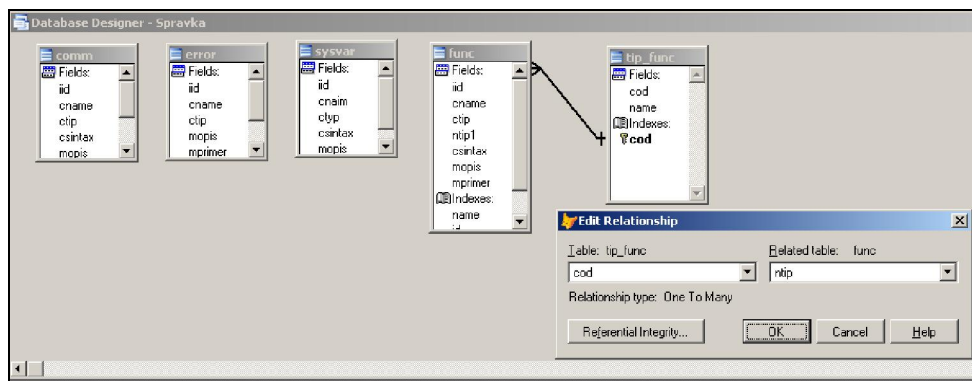 Database Designer - Spravka
comm
Fields:
iid
cname
ctip
csintax
mopis
error
Fields:
iid
cname
ctip
mopis
mprimer
sysvar
Fields:
iid
cnaim
ctyp
csintax
mopis
func
Fields:
iid
cname
ctip
ntip1
csintax
mopis
mprimer
Indexes:
name
tip_func
Fields:
cod
name
Indexes:
cod
Edit Relationship
Table: tip_func
Related table: func
cod
ntip
Relationship type: One To Many
Referential Integrity...
OK
Cancel
Help